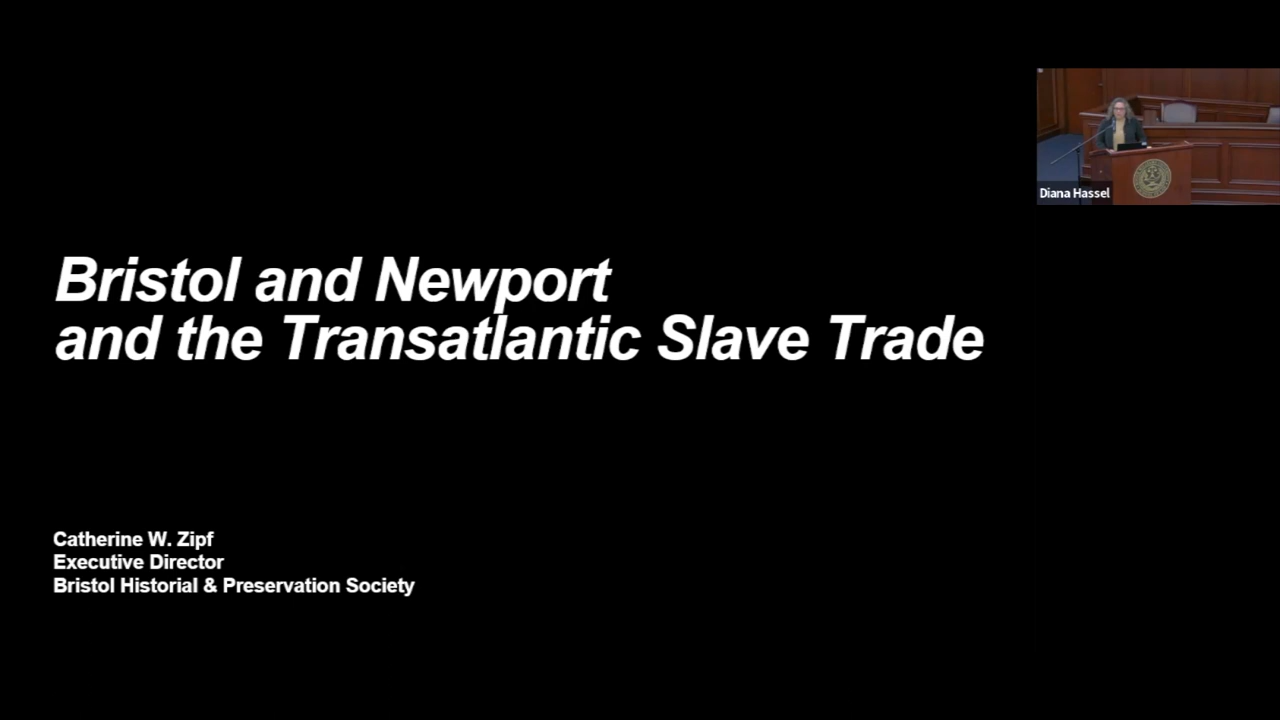 Bristol and Newport
and the Transatlantic Slave Trade
Diana Hassel
Catherine W. Zipf
Executive Director
Bristol Historial & Preservation Society